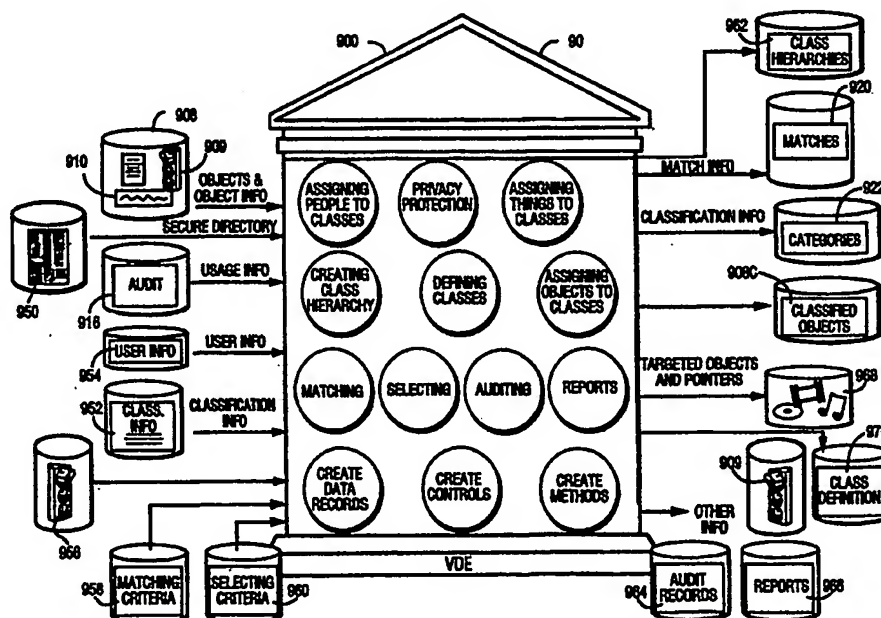 900
90
962
CLASS
HIERARCHIES
920
MATCHES
MATCH INFO
908
909
910
OBJECTS &
OBJECT INFO
SECURE DIRECTORY
950
ASSIGNING
PEOPLE TO
CLASSES
PRIVACY
PROTECTION
ASSIGNING
THINGS TO
CLASSES
CLASSIFICATION INFO
922
CATEGORIES
AUDIT
916
USAGE INFO
CREATING
CLASS
HIERARCHY
DEFINING
CLASSES
ASSIGNING
OBJECTS TO
CLASSES
908C
CLASSIFIED
OBJECTS
USER INFO
954
USER INFO
MATCHING
SELECTING
AUDITING
REPORTS
TARGETED OBJECTS
AND POINTERS
968
952
CLASS.
INFO
CLASSIFICATION
INFO
956
CREATE
DATA
RECORDS
CREATE
CONTROLS
CREATE
METHODS
OTHER
INFO
909
CLASS
DEFINITION
VDE
958
MATCHING
CRITERIA
SELECTING
CRITERIA
960
964
AUDIT
RECORDS
REPORTS
966